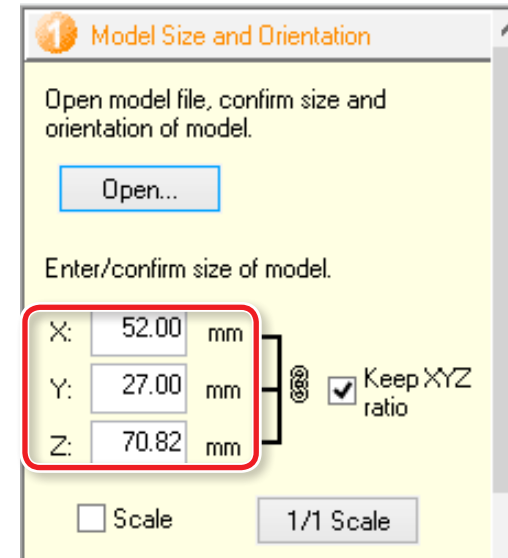 1 Model Size and Orientation
Open model file, confirm size and
orientation of model.
Open...
Enter/confirm size of model.
X: 52.00 mm
Y: 27.00 mm
Z: 70.82 mm
Keep XYZ
ratio
Scale
1/1 Scale